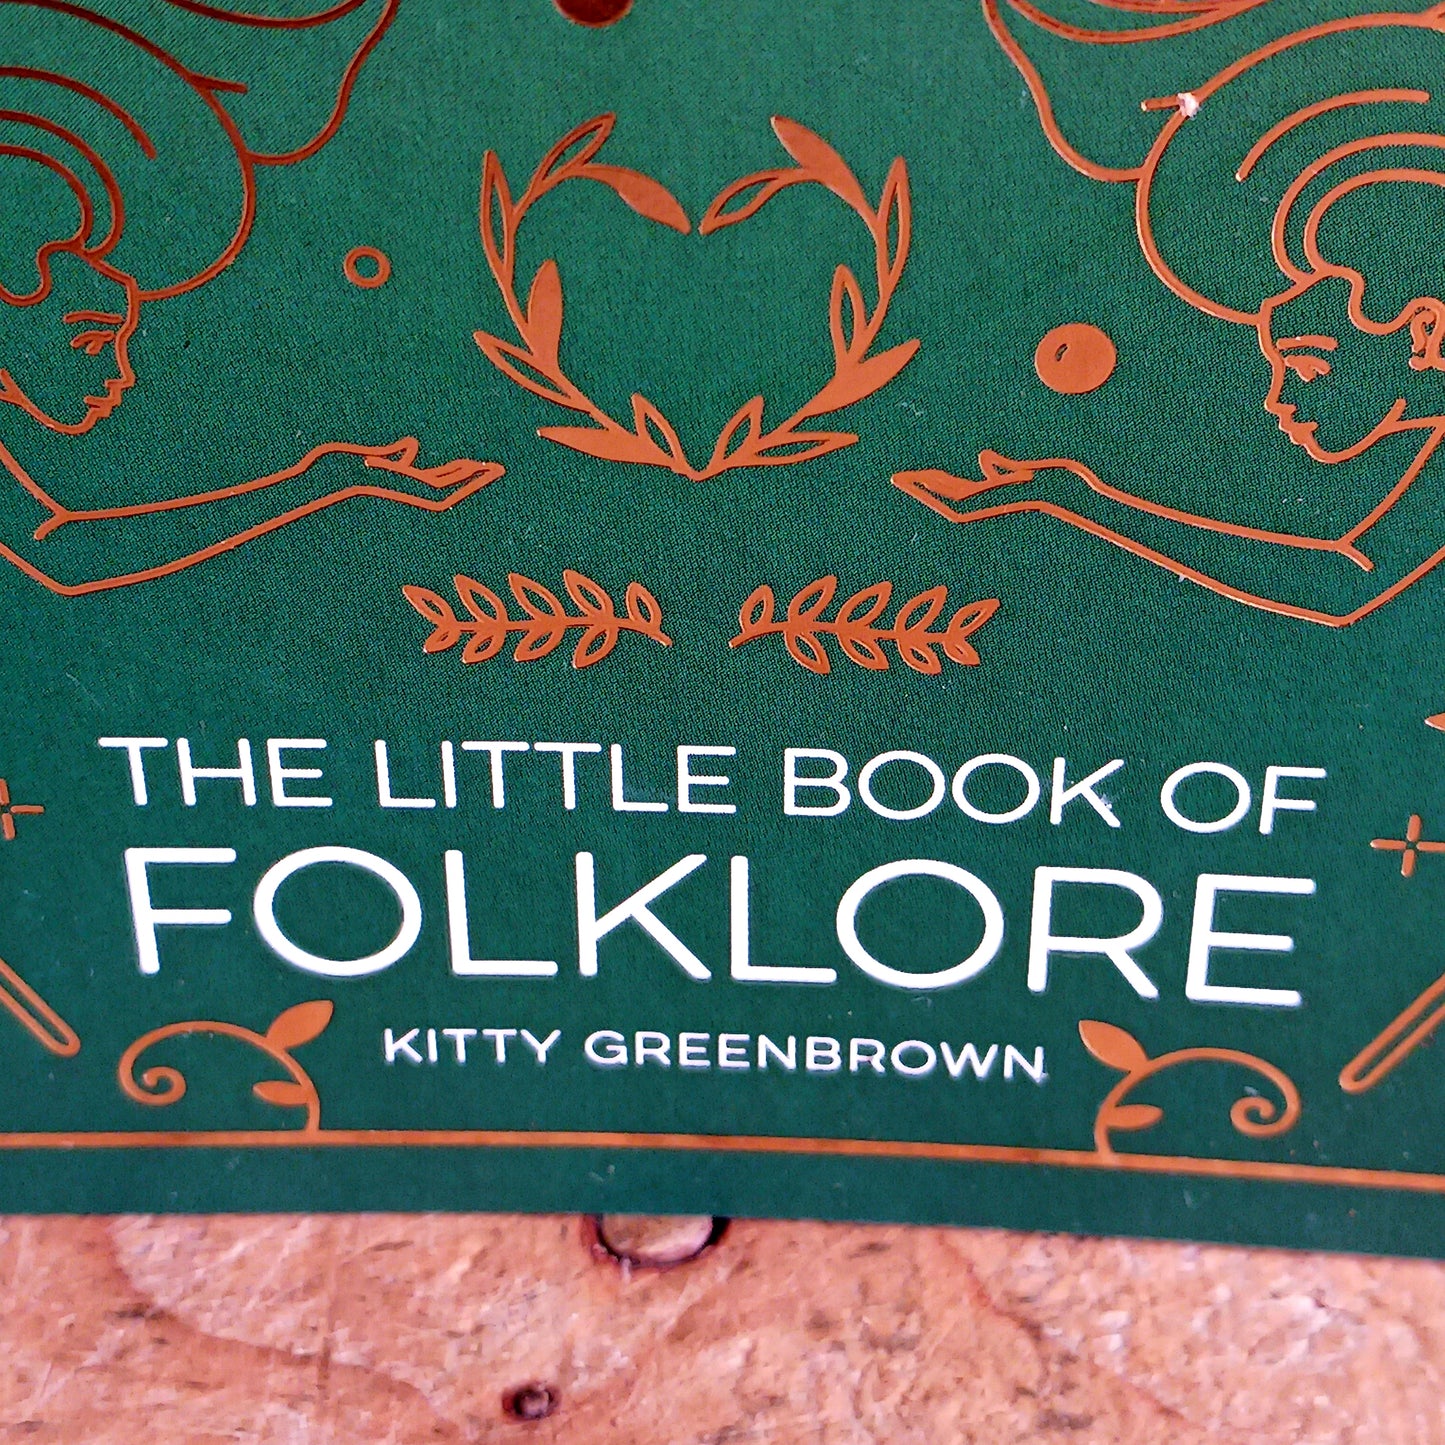 THE LITTLE BOOK OF
FOLKLORE
KITTY GREENBROWN